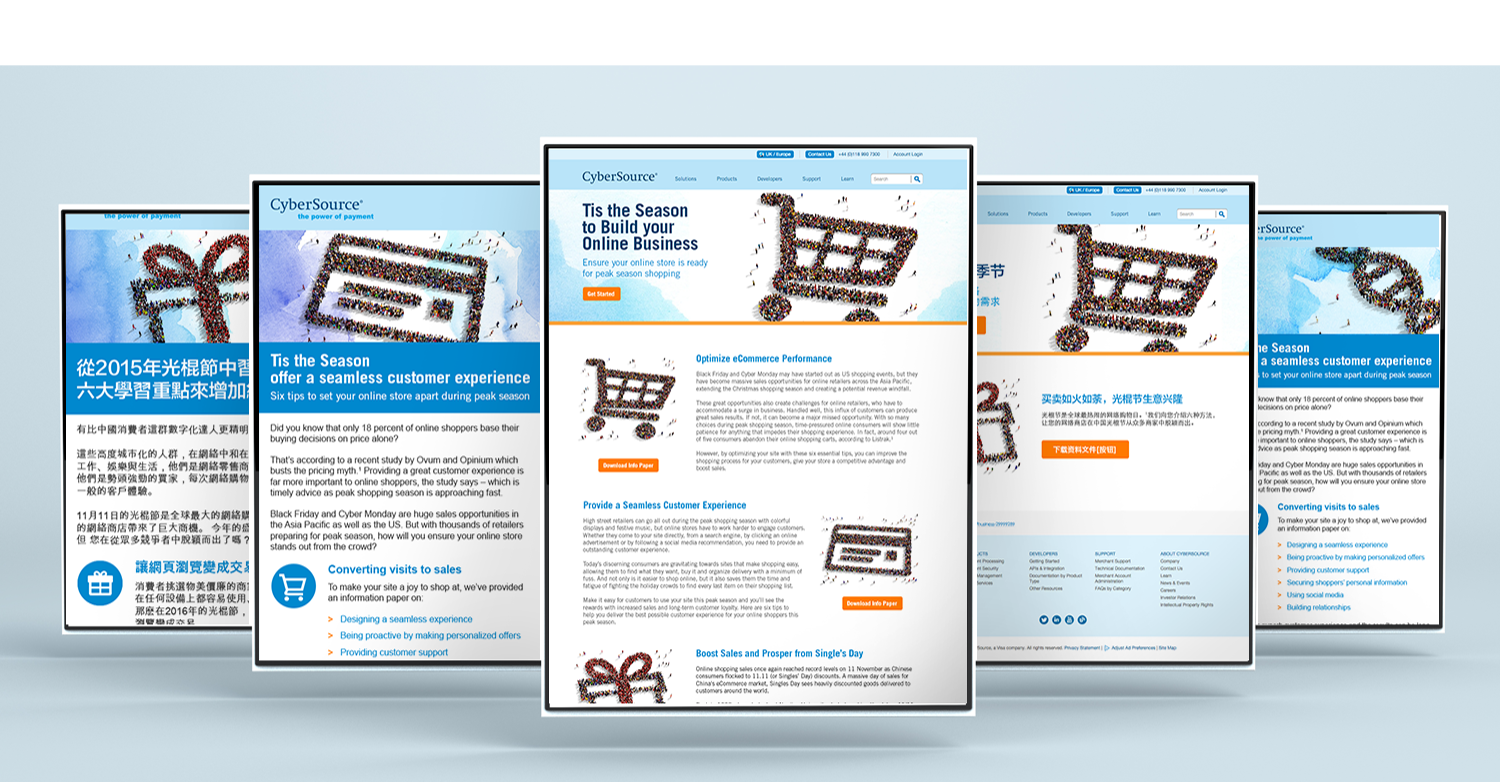 the power of payment
從2015年光棍節中習
六大學習重點來增加
有比中國消費者這群數字化達人更精明
這些高度城市化的人群，在網絡中和在
工作、娛樂與生活，他們是網絡零售商
他們是勢頭強勁的買家，每次網絡購物
一般的客戶體驗。
11月11日的光棍節是全球最大的網絡購
的網絡商店帶來了巨大商機。 今年的
但 您在從眾多競爭者中脫穎而出了嗎？
讓網頁瀏覽變成交易
消費者挑選物美價廉的商
在任何設備上都容易使用、
那麼在2016年的光棍節，
瀏覽變成交易
CyberSource®
the power of payment
Tis the Season
offer a seamless customer experience
Six tips to set your online store apart during peak season
Did you know that only 18 percent of online shoppers base their
buying decisions on price alone?
That's according to a recent study by Ovum and Opinium which
busts the pricing myth.¹ Providing a great customer experience is
far more important to online shoppers, the study says – which is
timely advice as peak shopping season is approaching fast.
Black Friday and Cyber Monday are huge sales opportunities in
the Asia Pacific as well as the US. But with thousands of retailers
preparing for peak season, how will you ensure your online store
stands out from the crowd?
Converting visits to sales
To make your site a joy to shop at, we've provided
an information paper on:
> Designing a seamless experience
> Being proactive by making personalized offers
> Providing customer support
UK / Europe Contact Us +44 (0)118 990 7300 Account Login
CyberSource® Solutions Products Developers Support Learn Search
Tis the Season
to Build your
Online Business
Ensure your online store is ready
for peak season shopping
Get Started
Optimize eCommerce Performance
Black Friday and Cyber Monday may have started out as US shopping events, but they
have become massive sales opportunities for online retailers across the Asia Pacific,
extending the Christmas shopping season and creating a potential revenue windfall.
These great opportunities also create challenges for online retailers, who have to
accommodate a surge in business. Handled well, this influx of customers can produce
great sales results. If not, it can become a major missed opportunity. With so many
choices during peak shopping season, time-pressured online consumers will show little
patience for anything that impedes their shopping experience. In fact, around four out
of five consumers abandon their online shopping carts, according to Listrak.¹
However, by optimizing your site with these six essential tips, you can improve the
shopping process for your customers, give your store a competitive advantage and
boost sales.
Download Info Paper
Provide a Seamless Customer Experience
High street retailers can go all out during the peak shopping season with colorful
displays and festive music, but online stores have to work harder to engage customers.
Whether they come to your site directly, from a search engine, by clicking an online
advertisement or by following a social media recommendation, you need to provide an
outstanding customer experience.
Today's discerning consumers are gravitating towards sites that make shopping easy,
allowing them to find what they want, buy it and organize delivery with a minimum of
fuss. And not only is it easier to shop online, but it also saves them the time and
fatigue of fighting the holiday crowds to find every last item on their shopping list.
Make it easy for customers to use your site this peak season and you'll see the
rewards with increased sales and long-term customer loyalty. Here are six tips to
help you deliver the best possible customer experience for your online shoppers this
peak season.
Download Info Paper
Boost Sales and Prosper from Single's Day
Online shopping sales once again reached record levels on 11 November as Chinese
consumers flocked to 11.11 (or Singles' Day) discounts. A massive day of sales for
China's eCommerce market, Singles Day sees heavily discounted goods delivered to
customers around the world.
UK / Europe Contact Us +44 (0)118 990 7300 Account Login
Solutions Products Developers Support Learn Search
季节
需求
买卖如火如荼，光棍节生意兴隆
光棍节是全球最热闹的网络购物日。¹我们向您介绍六种方法，
让您的网络商店在中国光棍节从众多商家中脱颖而出。
下载资料文件[按钮]
DEVELOPERS SUPPORT ABOUT CYBERSOURCE
Processing Getting Started Merchant Support Company
Security APIs & Integration Technical Documentation Contact Us
Management Documentation by Product Type Merchant Account Administration Learn
Services Other Resources FAQs by Category News & Events
Careers
Investor Relations
Intellectual Property Rights
Source, a Visa company. All rights reserved. Privacy Statement | Adjust Ad Preferences | Site Map
rSource®
e power of payment
he Season
a seamless customer experience
to set your online store apart during peak season
know that only 18 percent of online shoppers base their
decisions on price alone?
according to a recent study by Ovum and Opinium which
pricing myth.¹ Providing a great customer experience is
important to online shoppers, the study says – which is
advice as peak shopping season is approaching fast.
iday and Cyber Monday are huge sales opportunities in
Pacific as well as the US. But with thousands of retailers
g for peak season, how will you ensure your online store
ut from the crowd?
Converting visits to sales
To make your site a joy to shop at, we've provided
an information paper on:
> Designing a seamless experience
> Being proactive by making personalized offers
> Providing customer support
> Securing shoppers' personal information
> Using social media
> Building relationships